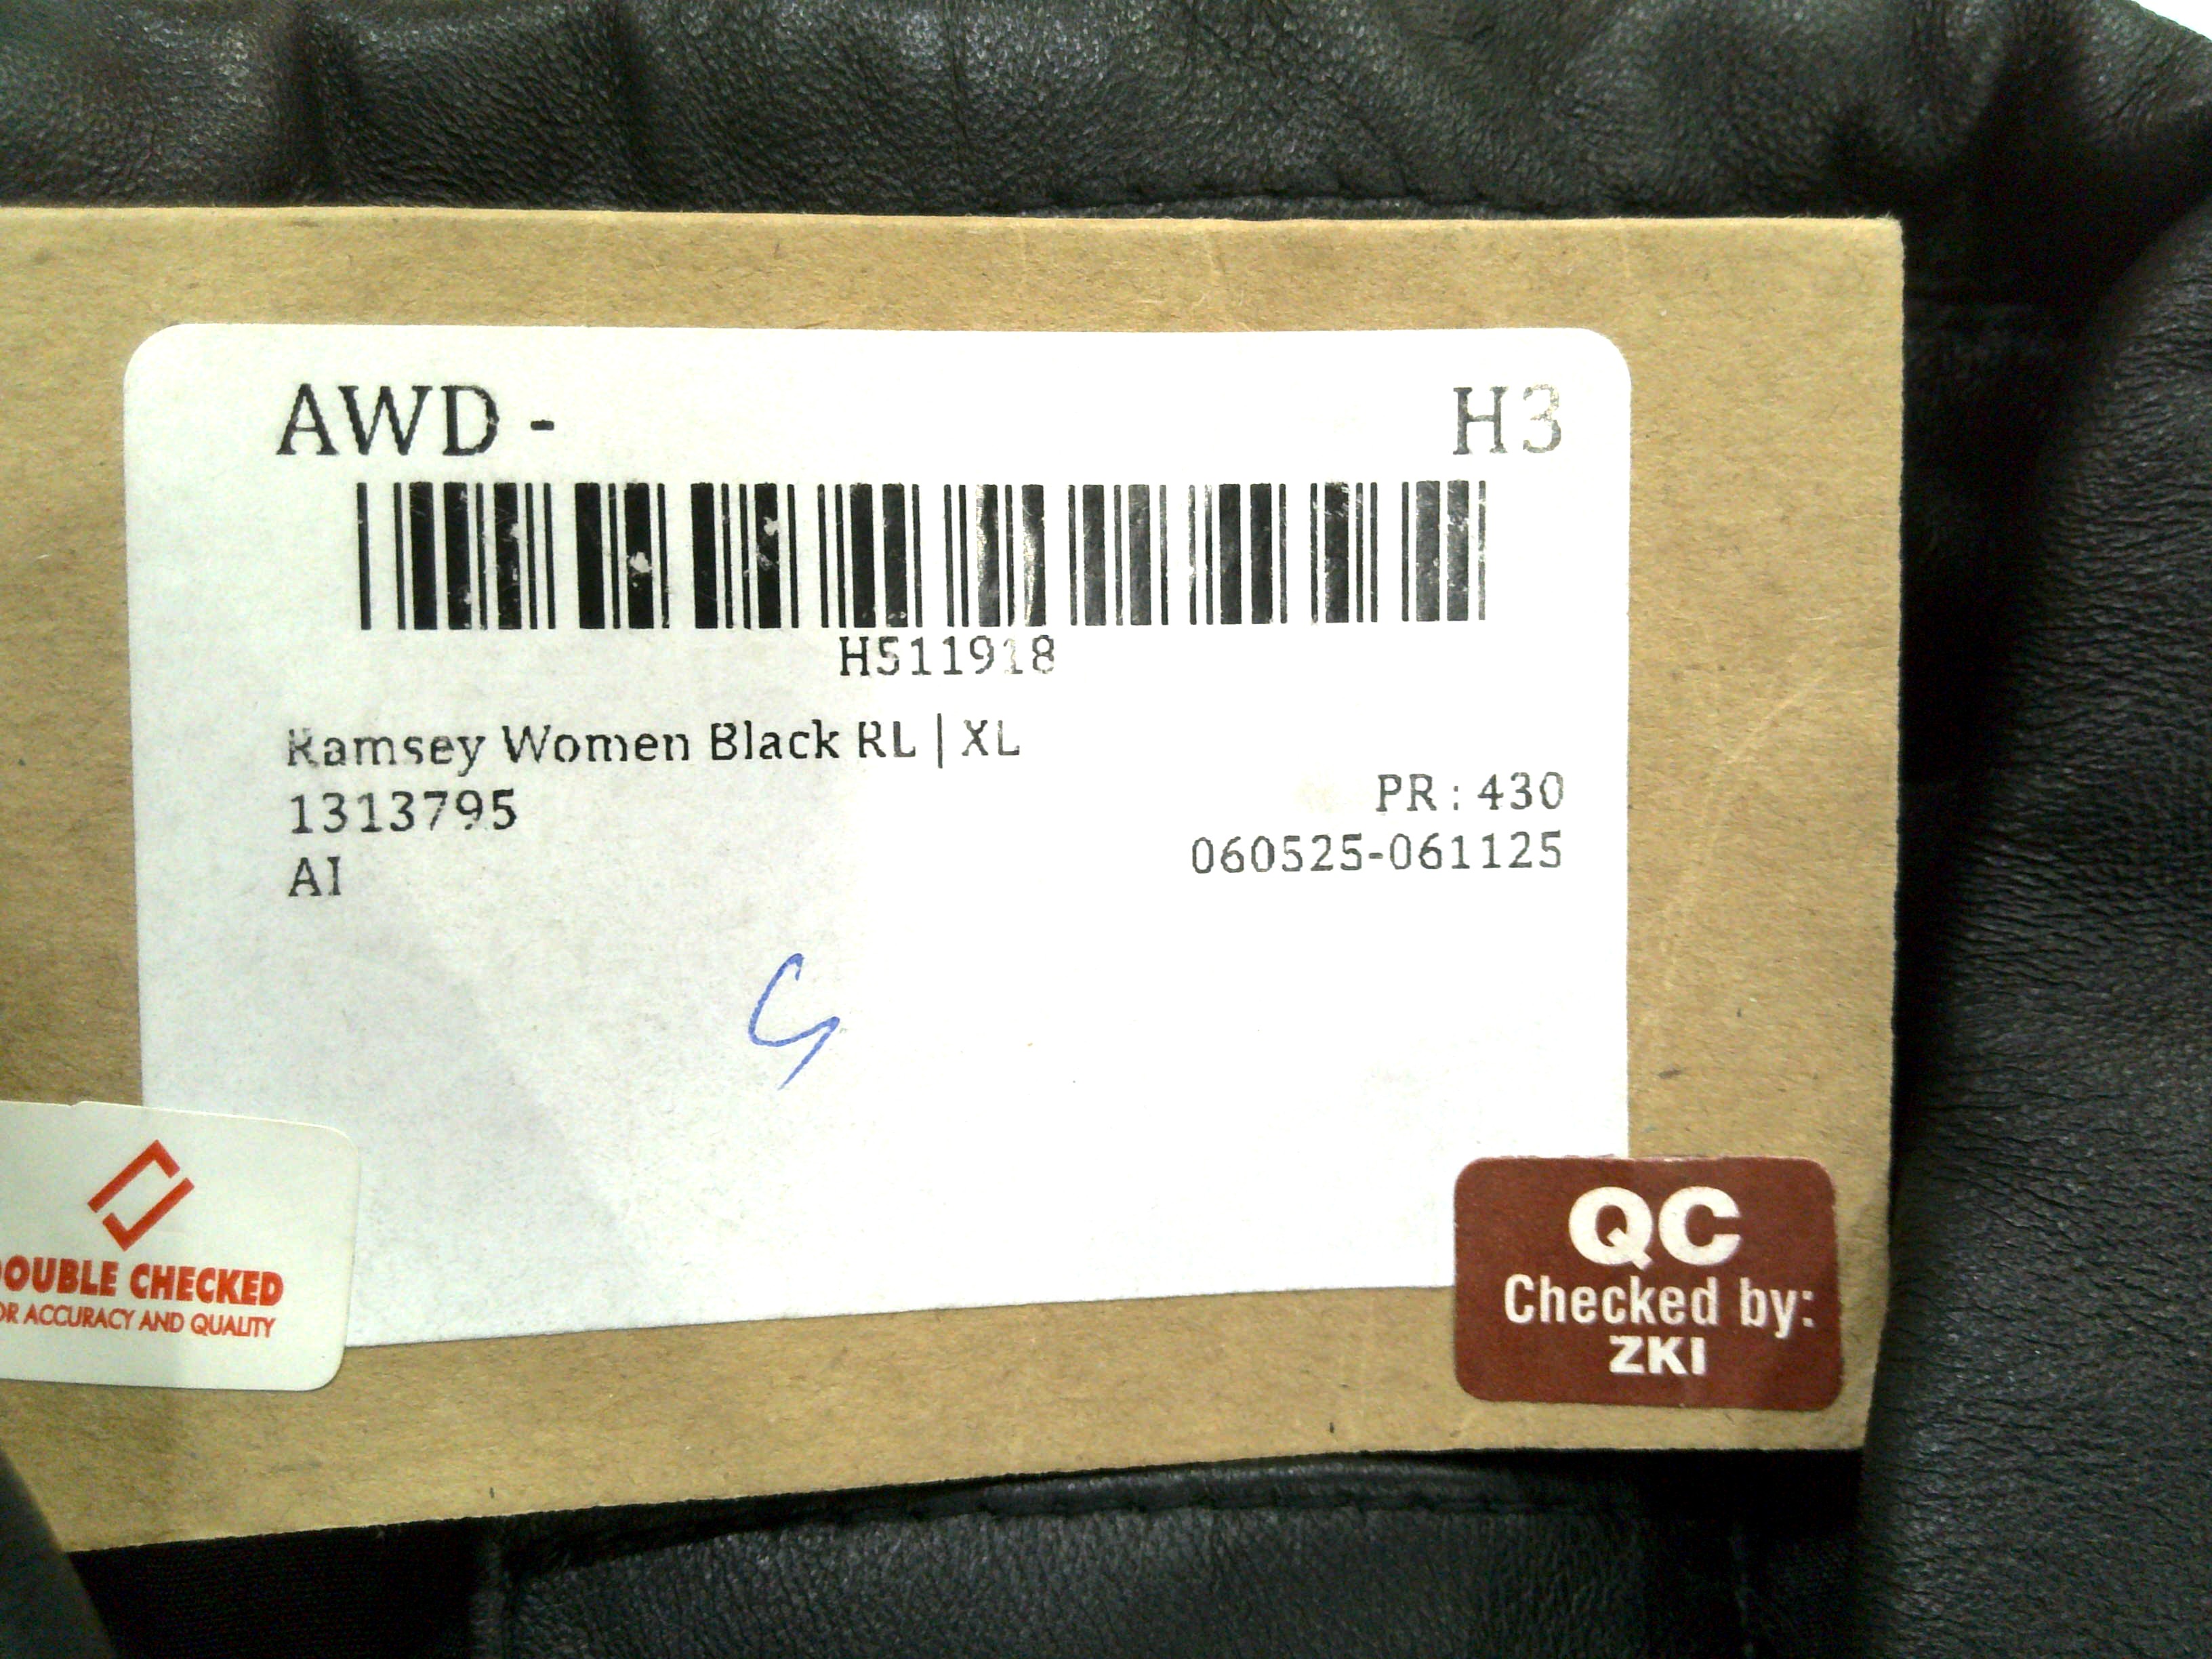 AWD - H3
H511918
Ramsey Women Black RL | XL
1313795
PR : 430
AI
060525-061125
DOUBLE CHECKED
OR ACCURACY AND QUALITY
QC
Checked by:
ZKI